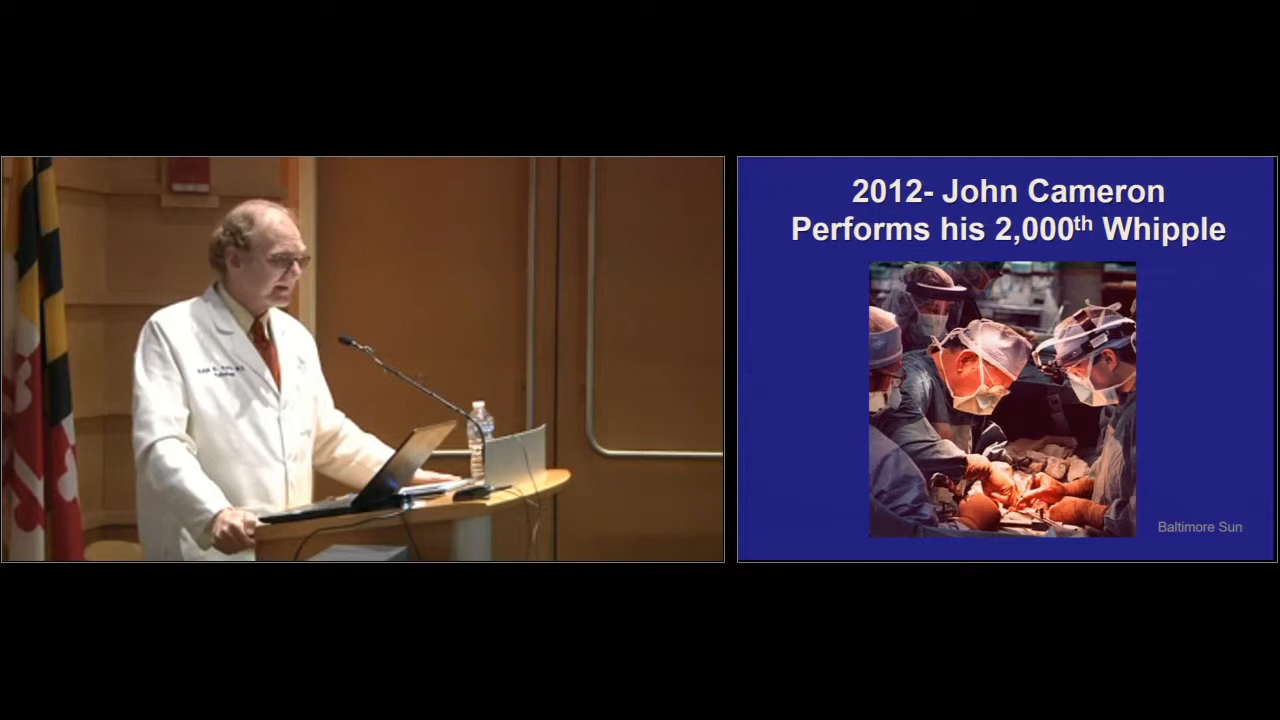 2012- John Cameron
Performs his 2,000th Whipple
Baltimore Sun